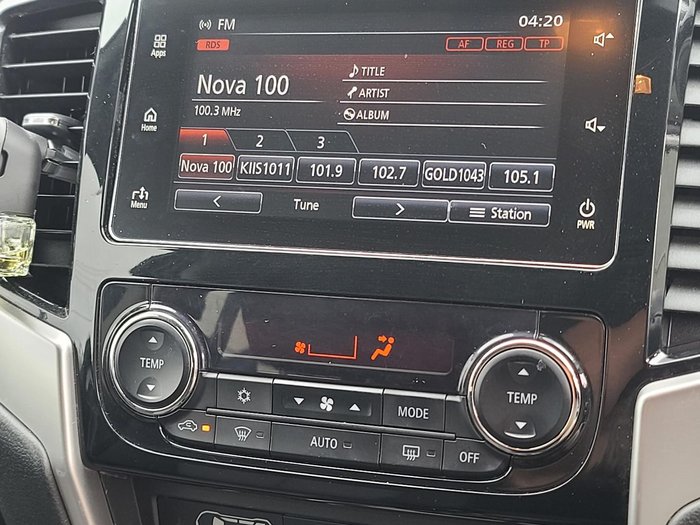 FM
04:20
Apps
RDS
AF REG TP
Nova 100
TITLE
ARTIST
100.3 MHz
ALBUM
Home
1 2 3
Nova 100 KIIS1011 101.9 102.7 GOLD1043 105.1
Menu
< Tune > Station
PWR
TEMP
TEMP
MODE
AUTO
OFF